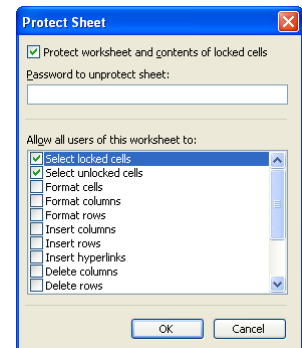 Protect Sheet
Protect worksheet and contents of locked cells
Password to unprotect sheet:
Allow all users of this worksheet to:
Select locked cells
Select unlocked cells
Format cells
Format columns
Format rows
Insert columns
Insert rows
Insert hyperlinks
Delete columns
Delete rows
OK Cancel